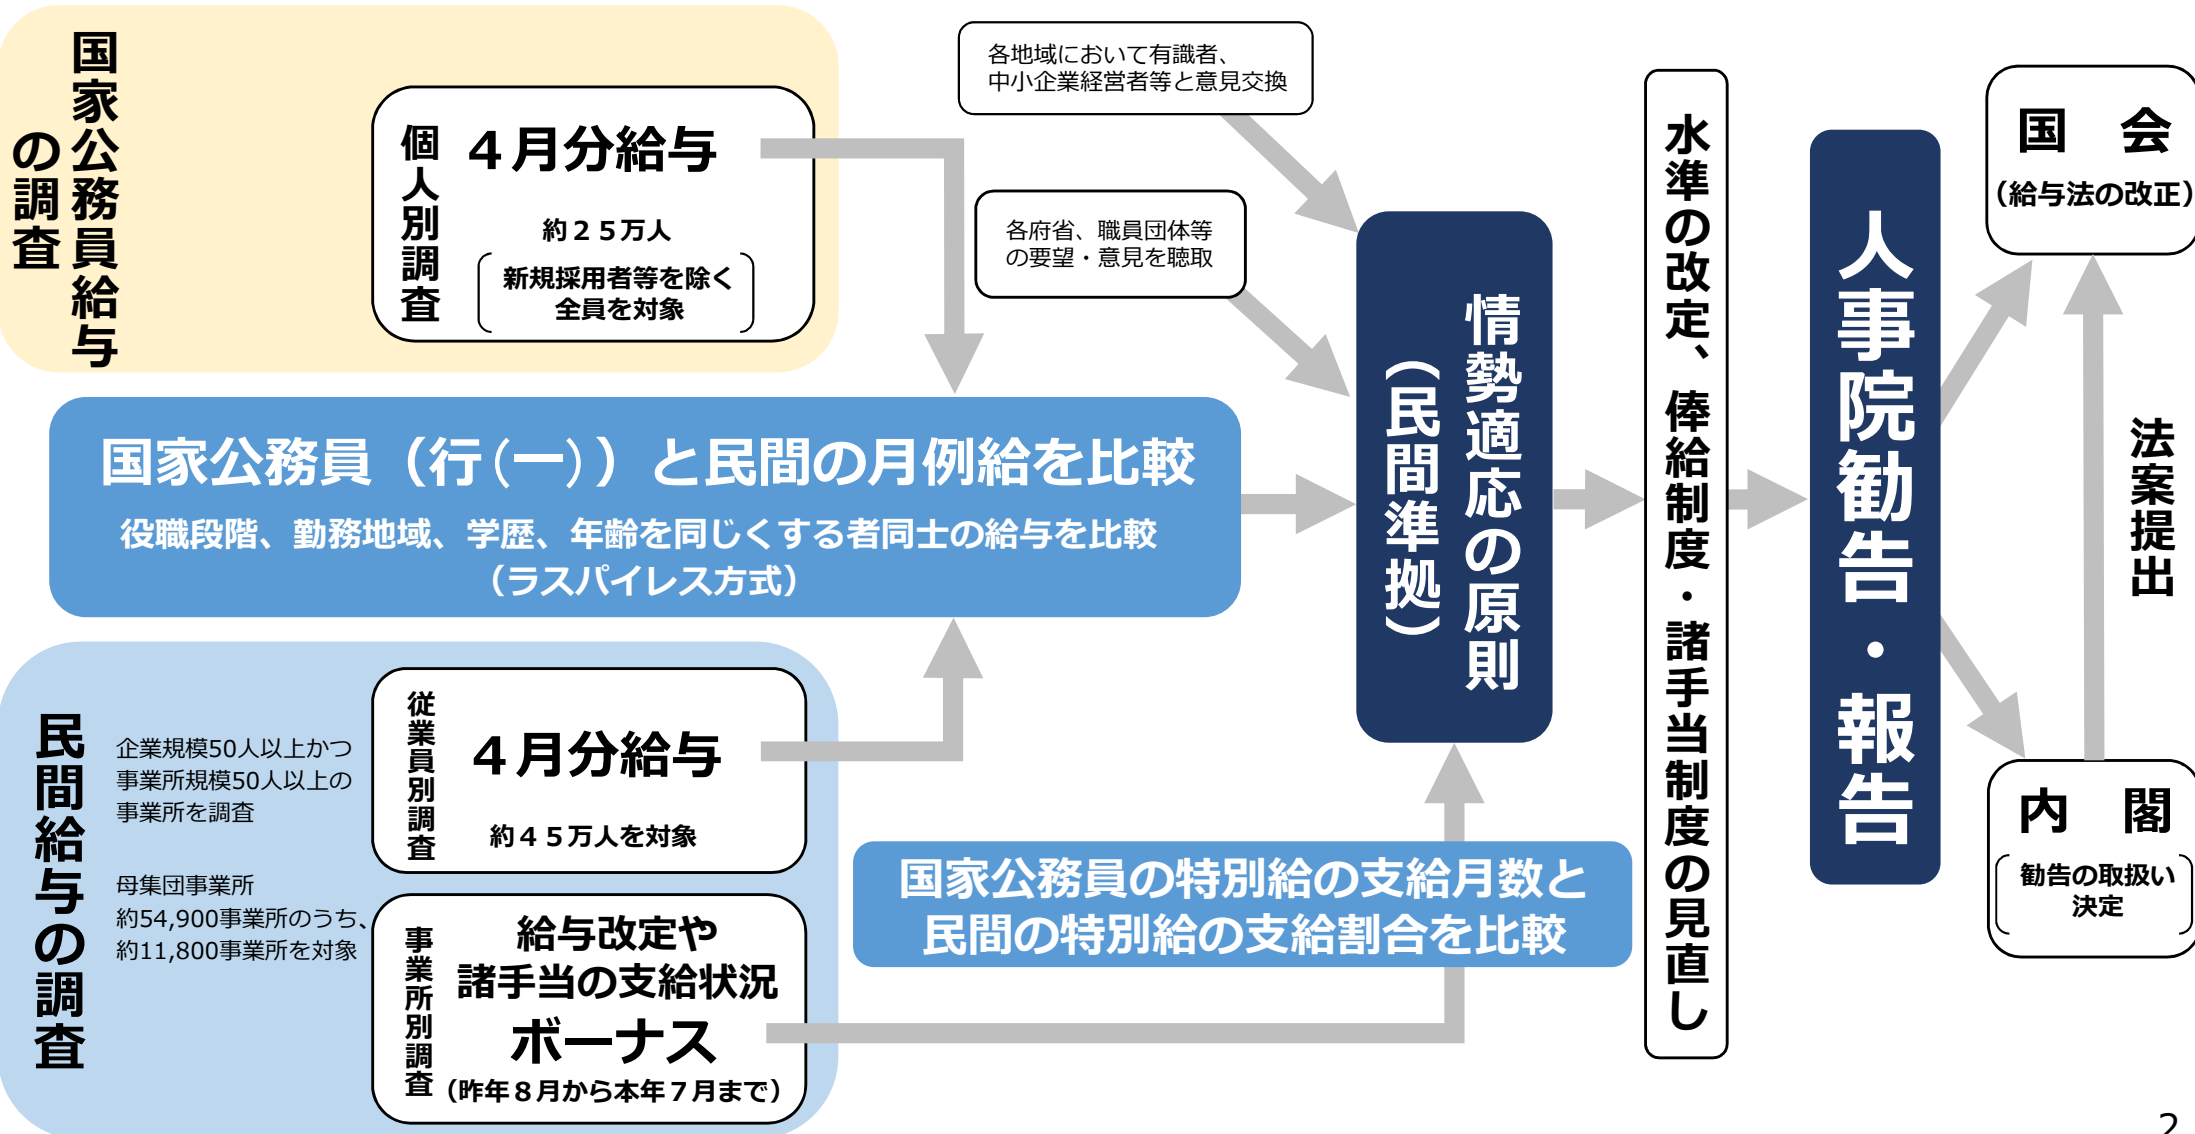 国家公務員給与
の調査
個人別調査
４月分給与
約２５万人
新規採用者等を除く
全員を対象
各地域において有識者、
中小企業経営者等と意見交換
各府省、職員団体等
の要望・意見を聴取
国家公務員（行(一)）と民間の月例給を比較
役職段階、勤務地域、学歴、年齢を同じくする者同士の給与を比較
（ラスパイレス方式）
民間給与の調査
企業規模50人以上かつ
事業所規模50人以上の
事業所を調査
母集団事業所
約54,900事業所のうち、
約11,800事業所を対象
従業員別調査
４月分給与
約４５万人を対象
事業所別調査
給与改定や
諸手当の支給状況
ボーナス
（昨年８月から本年７月まで）
国家公務員の特別給の支給月数と
民間の特別給の支給割合を比較
情勢適応の原則
（民間準拠）
水準の改定、俸給制度・諸手当制度の見直し
人事院勧告・報告
国　会
（給与法の改正）
法案提出
内　閣
勧告の取扱い
決定
2